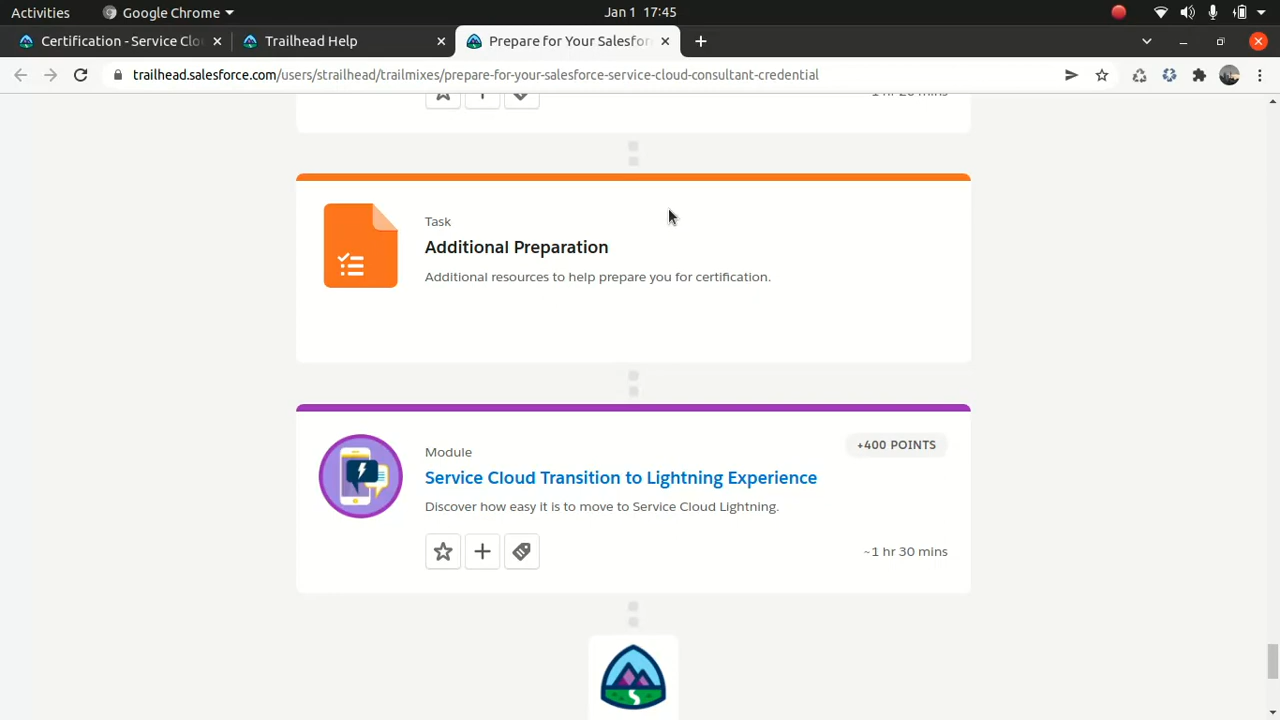 Activities
Google Chrome
Jan 1 17:45
Certification - Service Clo
Trailhead Help
Prepare for Your Salesfor
trailhead.salesforce.com/users/strailhead/trailmixes/prepare-for-your-salesforce-service-cloud-consultant-credential
Task
Additional Preparation
Additional resources to help prepare you for certification.
+400 POINTS
Module
Service Cloud Transition to Lightning Experience
Discover how easy it is to move to Service Cloud Lightning.
~1 hr 30 mins